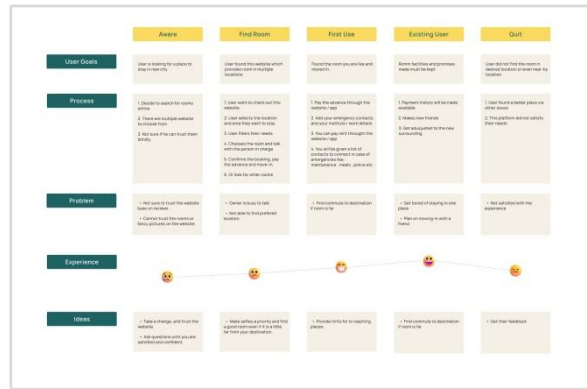 Aware
Find Room
First Use
Existing User
Quit
User Goals
User is looking for a place to
stay in near city
User found this website which
provides room in multiple
locations
Found the room you are like and
moved in.
Room facilities and promises
made must be kept
User did not find the room in
desired location or even near-by
location
Process
1. Decide to search for rooms
online
2. There are multiple website
to choose from
3. Not sure if he can trust them
blindly
1. User went to check out this
website
2. User selects the location
and area they want to stay
3. User filters their needs
4. Chooses the room and talk
with the person in charge
5. Confirms the booking, pay
the advance and move in.
6. Or look for other rooms
1. Pay the advance through the
website / app
2. Add your emergency contacts
and your institute / work details
3. You can pay rent through the
website / app
4. You will be given a list of
contacts to connect in case of
emergencies like :
maintenance , meals , police etc
1. Payment history will be made
available
2. Makes new friends
3. Get adjusted to the new
surrounding
1. User found a better place via
other source
2. This platform did not satisfy
their needs
Problem
• Not sure to trust the website
base on reviews
• Cannot trust the rooms or
fancy pictures on the website
• Owner is busy to talk
• Not able to find prefered
location
• Find commute to destination
if room is far
• Get bored of staying in one
place
• Plan on moving-in with a
friend
• Not satisfied with the
experience
Experience
Ideas
• Take a change, and trust the
website
• Ask questions until you are
satisfied and confident
• Make safety a priority and find
a good room even if it is a little
far from your destination.
• Provide hints for to reaching
places.
• Find commute to destination
if room is far
• Get their feedback